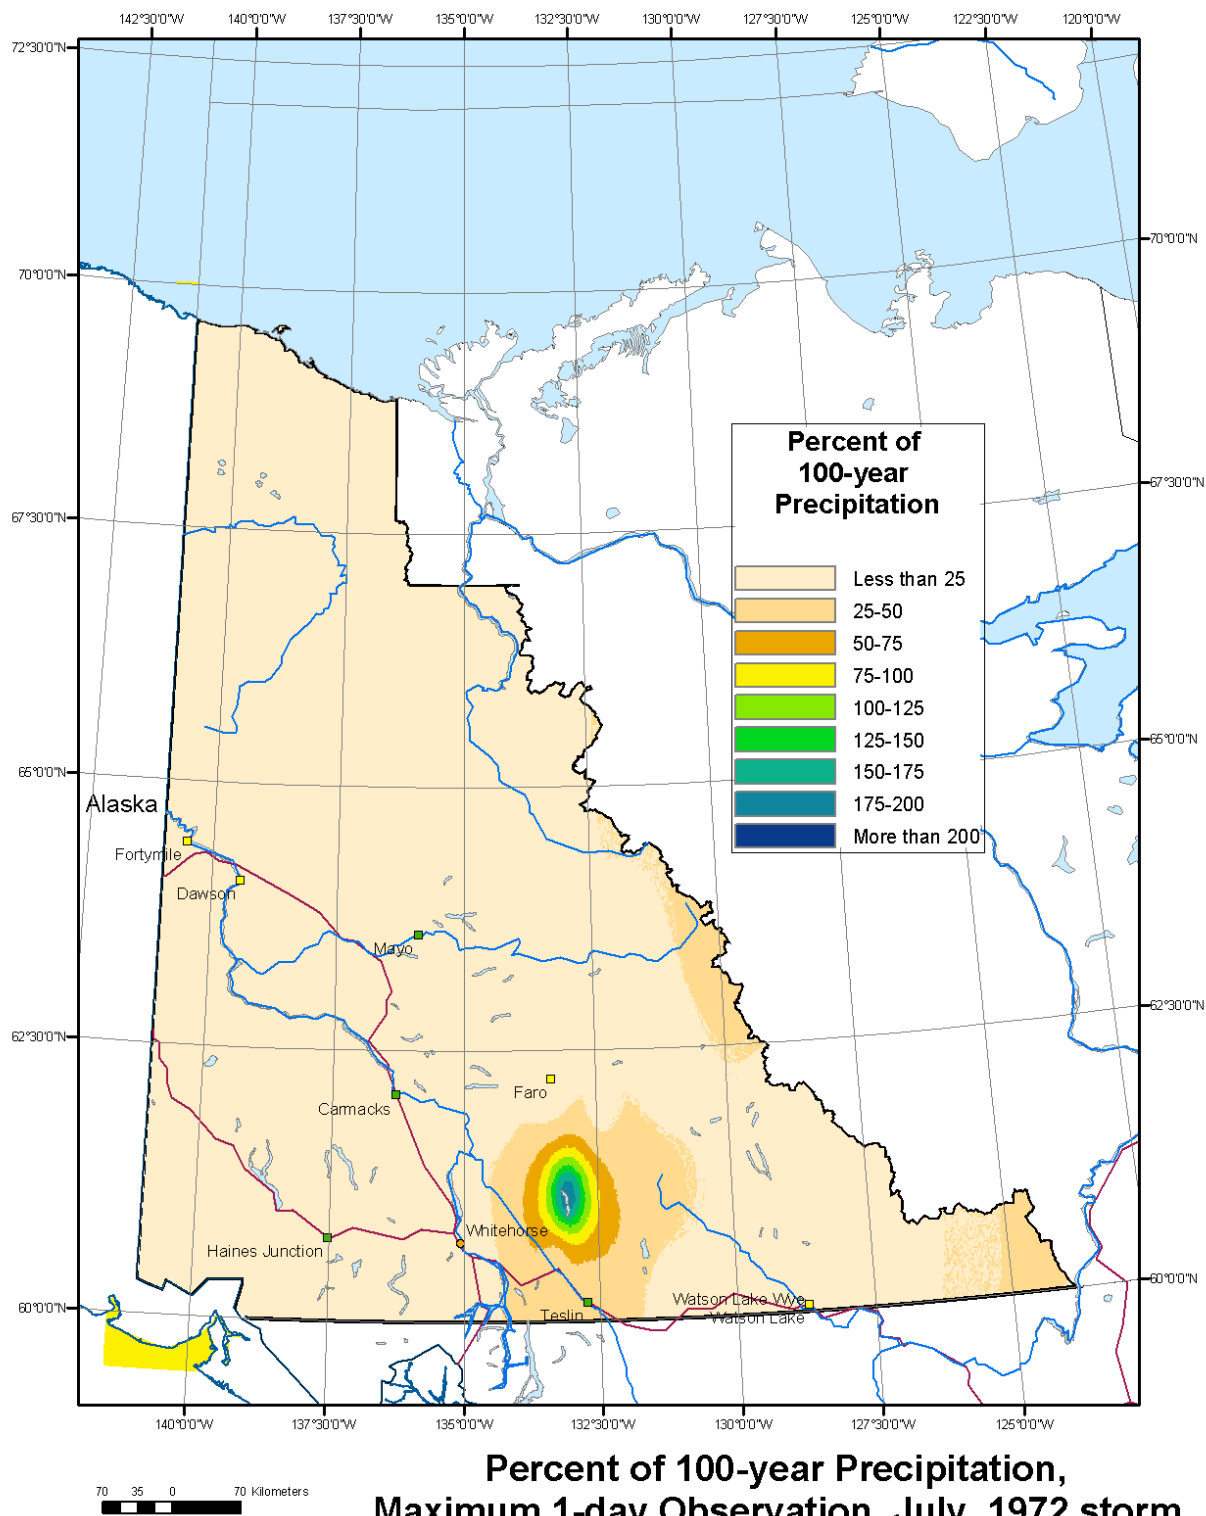 142°30'0"W 140°0'0"W 137°30'0"W 135°0'0"W 132°30'0"W 130°0'0"W 127°30'0"W 125°0'0"W 122°30'0"W 120°0'0"W
72°30'0"N
70°0'0"N
70°0'0"N
Percent of
100-year
Precipitation
67°30'0"N
67°30'0"N
Less than 25
25-50
50-75
75-100
100-125
125-150
150-175
175-200
More than 200
65°0'0"N
65°0'0"N
Alaska
Fortymile
Dawson
Mayo
62°30'0"N
62°30'0"N
Faro
Carmacks
Whitehorse
Haines Junction
60°0'0"N
60°0'0"N
Watson Lake Wye
Teslin
Watson Lake
140°0'0"W 137°30'0"W 135°0'0"W 132°30'0"W 130°0'0"W 127°30'0"W 125°0'0"W
Percent of 100-year Precipitation,
70 35 0 70 Kilometers
Maximum 1-day Observation, July, 1972 storm